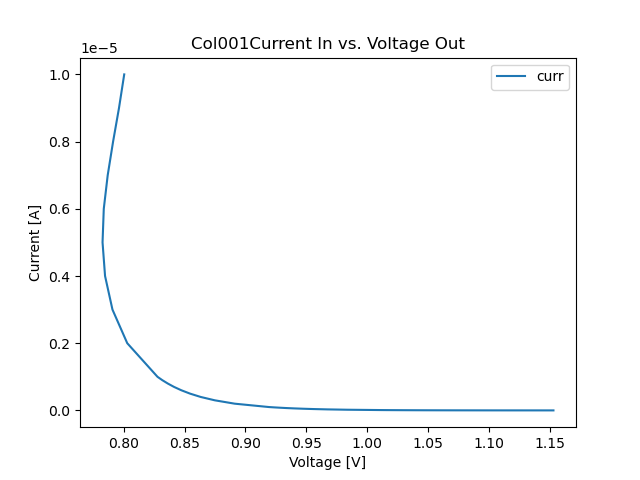 Col001Current In vs. Voltage Out
1e−5
curr
1.0
0.8
0.6
0.4
0.2
0.0
Current [A]
0.80 0.85 0.90 0.95 1.00 1.05 1.10 1.15
Voltage [V]